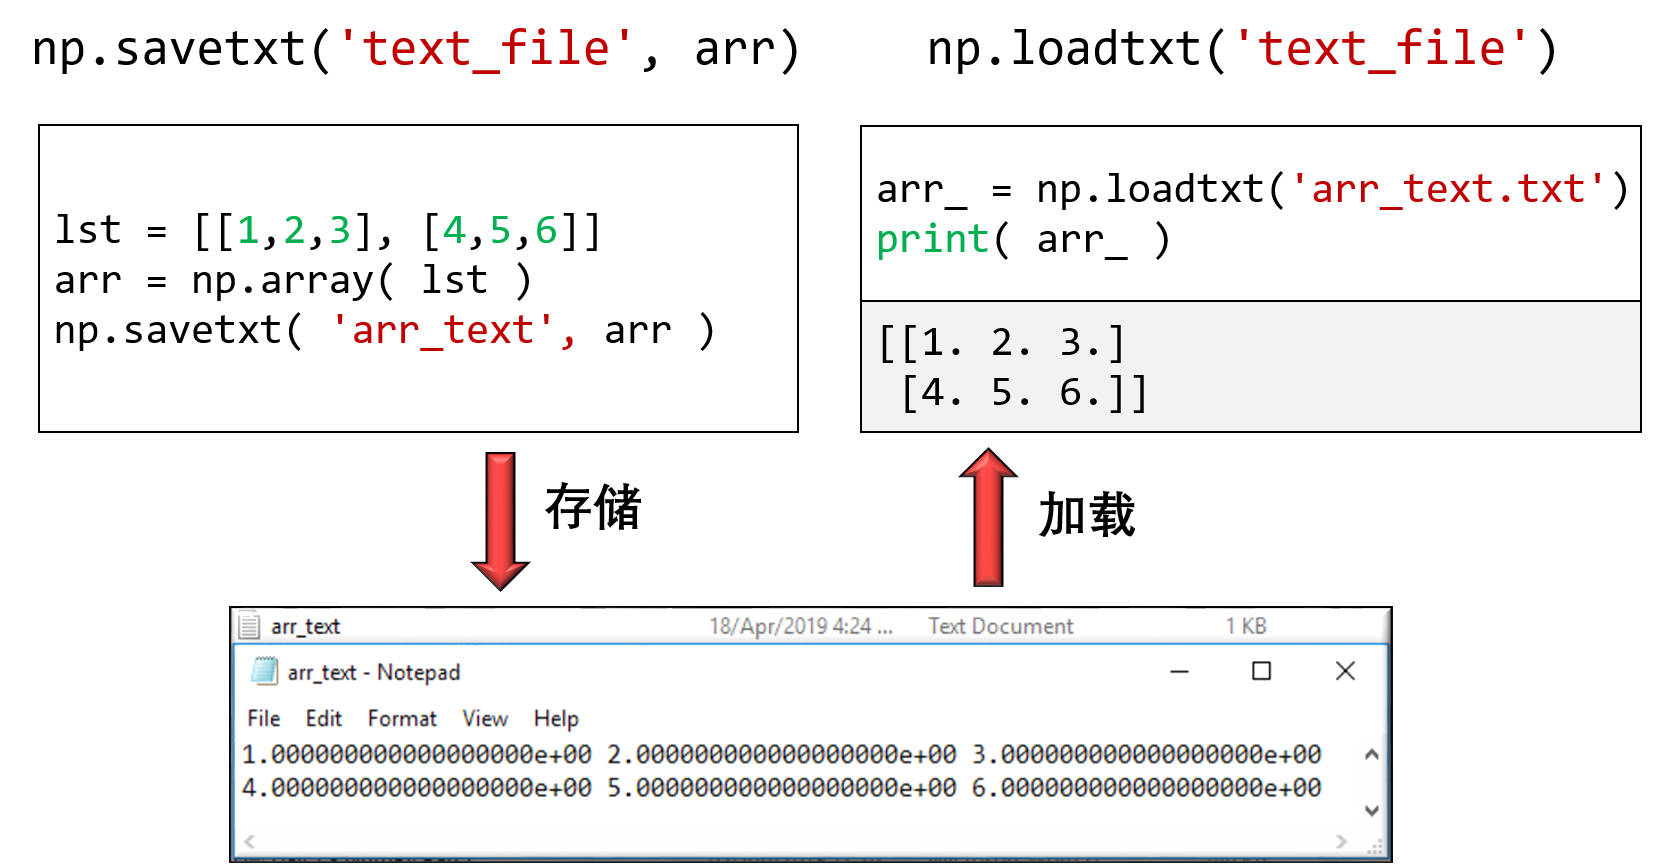 np.savetxt('text_file', arr)
np.loadtxt('text_file')
lst = [[1,2,3], [4,5,6]]
arr = np.array( lst )
np.savetxt( 'arr_text', arr )
arr_ = np.loadtxt('arr_text.txt')
print( arr_ )
[[1. 2. 3.]
 [4. 5. 6.]]
存储
加载
arr_text 18/Apr/2019 4:24 ... Text Document 1 KB
arr_text - Notepad
File Edit Format View Help
1.000000000000000000e+00 2.000000000000000000e+00 3.000000000000000000e+00
4.000000000000000000e+00 5.000000000000000000e+00 6.000000000000000000e+00